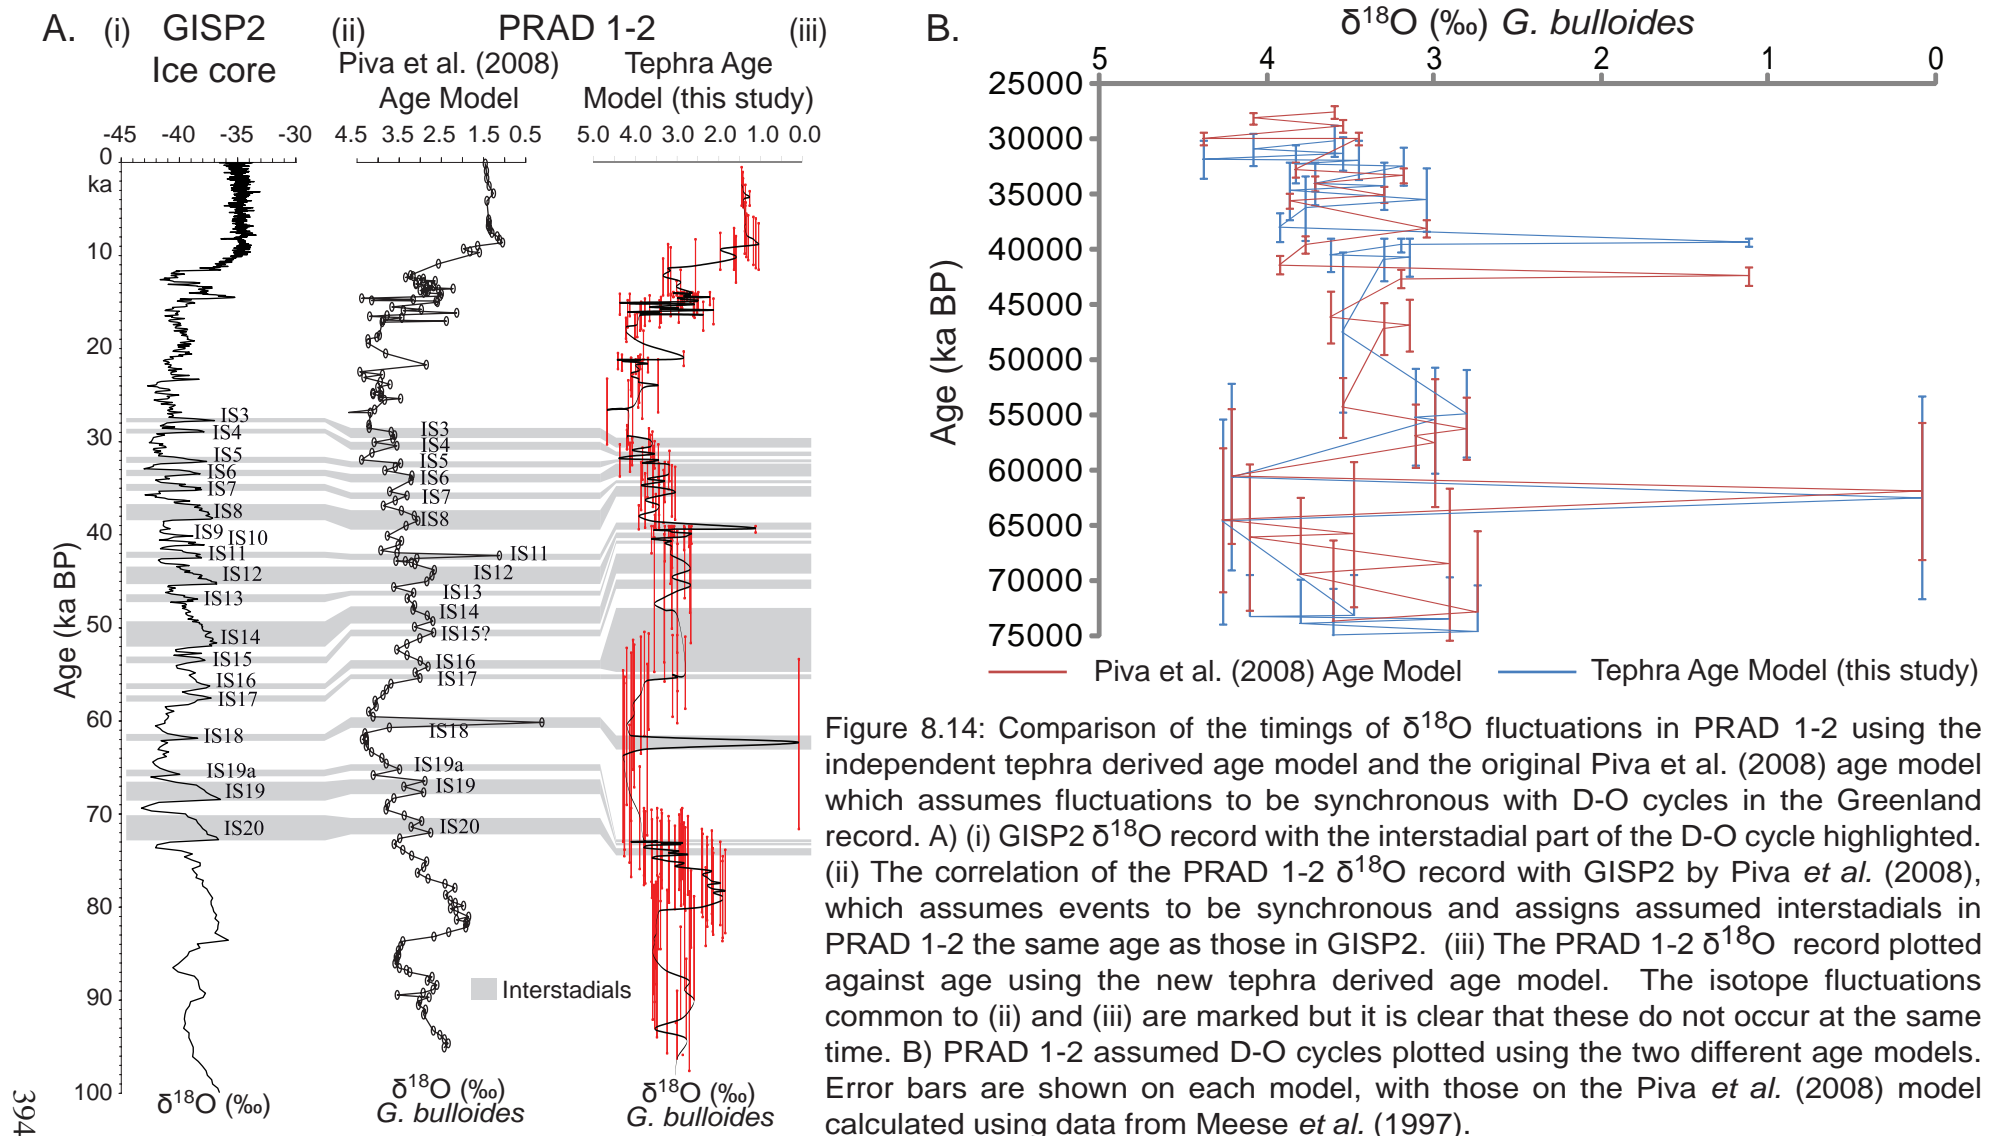 A. (i) GISP2 (ii) PRAD 1-2 (iii)
Ice core
Piva et al. (2008)
Age Model
Tephra Age
Model (this study)
-45 -40 -35 -30
4.5 3.5 2.5 1.5 0.5
5.0 4.0 3.0 2.0 1.0 0.0
0
ka
10
20
30
40
50
60
70
80
90
100
Age (ka BP)
IS3
IS4
IS5
IS6
IS7
IS8
IS9
IS10
IS11
IS12
IS13
IS14
IS15
IS16
IS17
IS18
IS19a
IS19
IS20
IS3
IS4
IS5
IS6
IS7
IS8
IS11
IS12
IS13
IS14
IS15?
IS16
IS17
IS18
IS19a
IS19
IS20
Interstadials
δ18O (‰)
δ18O (‰)
G. bulloides
δ18O (‰)
G. bulloides
394
B.
δ18O (‰) G. bulloides
5 4 3 2 1 0
25000
30000
35000
40000
45000
50000
55000
60000
65000
70000
75000
Age (ka BP)
Piva et al. (2008) Age Model
Tephra Age Model (this study)
Figure 8.14: Comparison of the timings of δ18O fluctuations in PRAD 1-2 using the
independent tephra derived age model and the original Piva et al. (2008) age model
which assumes fluctuations to be synchronous with D-O cycles in the Greenland
record. A) (i) GISP2 δ18O record with the interstadial part of the D-O cycle highlighted.
(ii) The correlation of the PRAD 1-2 δ18O record with GISP2 by Piva et al. (2008),
which assumes events to be synchronous and assigns assumed interstadials in
PRAD 1-2 the same age as those in GISP2. (iii) The PRAD 1-2 δ18O record plotted
against age using the new tephra derived age model. The isotope fluctuations
common to (ii) and (iii) are marked but it is clear that these do not occur at the same
time. B) PRAD 1-2 assumed D-O cycles plotted using the two different age models.
Error bars are shown on each model, with those on the Piva et al. (2008) model
calculated using data from Meese et al. (1997).